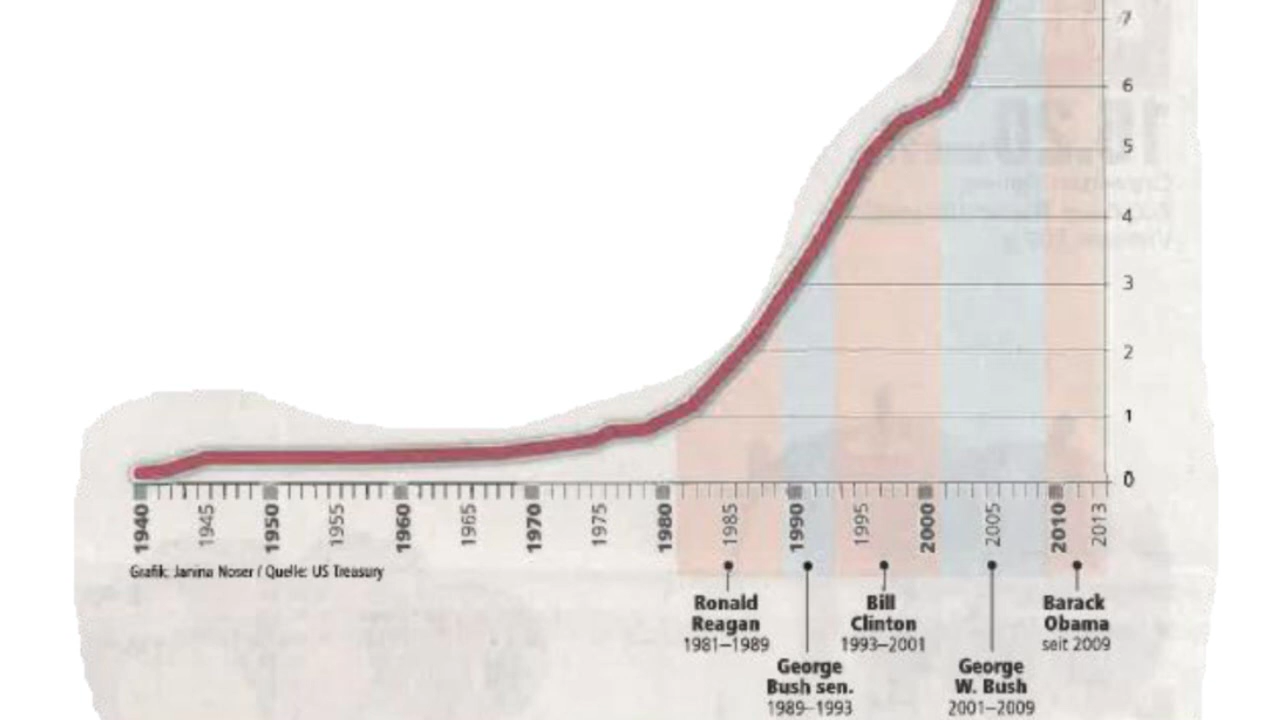 7
6
5
4
3
2
1
0
1940 1945 1950 1955 1960 1965 1970 1975 1980 1985 1990 1995 2000 2005 2010 2013
Grafik: Janina Noser / Quelle: US Treasury
Ronald
Reagan
1981–1989
Bill
Clinton
1993–2001
Barack
Obama
seit 2009
George
Bush sen.
1989–1993
George
W. Bush
2001–2009